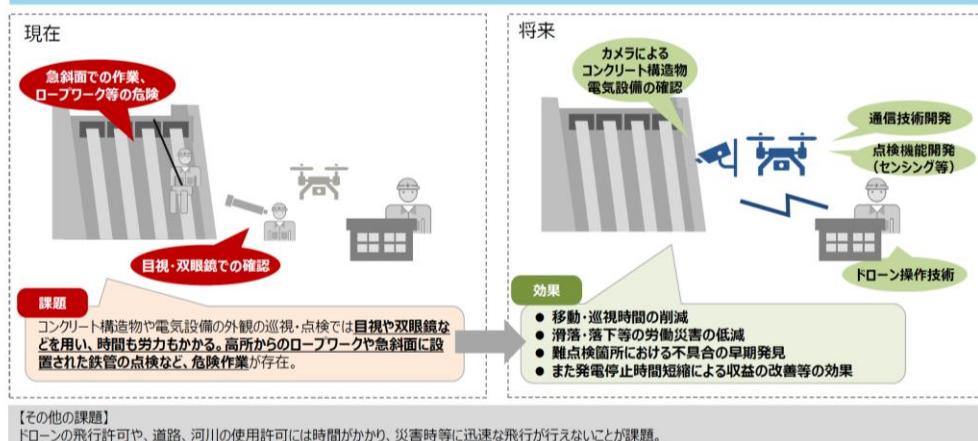 現在
急斜面での作業、
ロープワーク等の危険
目視・双眼鏡での確認
課題
コンクリート構造物や電気設備の外観の巡視・点検では目視や双眼鏡な
どを用い、時間も労力もかかる。高所からのロープワークや急斜面に設
置された鉄管の点検など、危険作業が存在。
将来
カメラによる
コンクリート構造物
電気設備の確認
通信技術開発
点検機能開発
(センシング等)
ドローン操作技術
効果
● 移動・巡視時間の削減
● 滑落・落下等の労働災害の低減
● 難点検箇所における不具合の早期発見
● また発電停止時間短縮による収益の改善等の効果
【その他の課題】
ドローンの飛行許可や、道路、河川の使用許可には時間がかかり、災害時等に迅速な飛行が行えないことが課題。